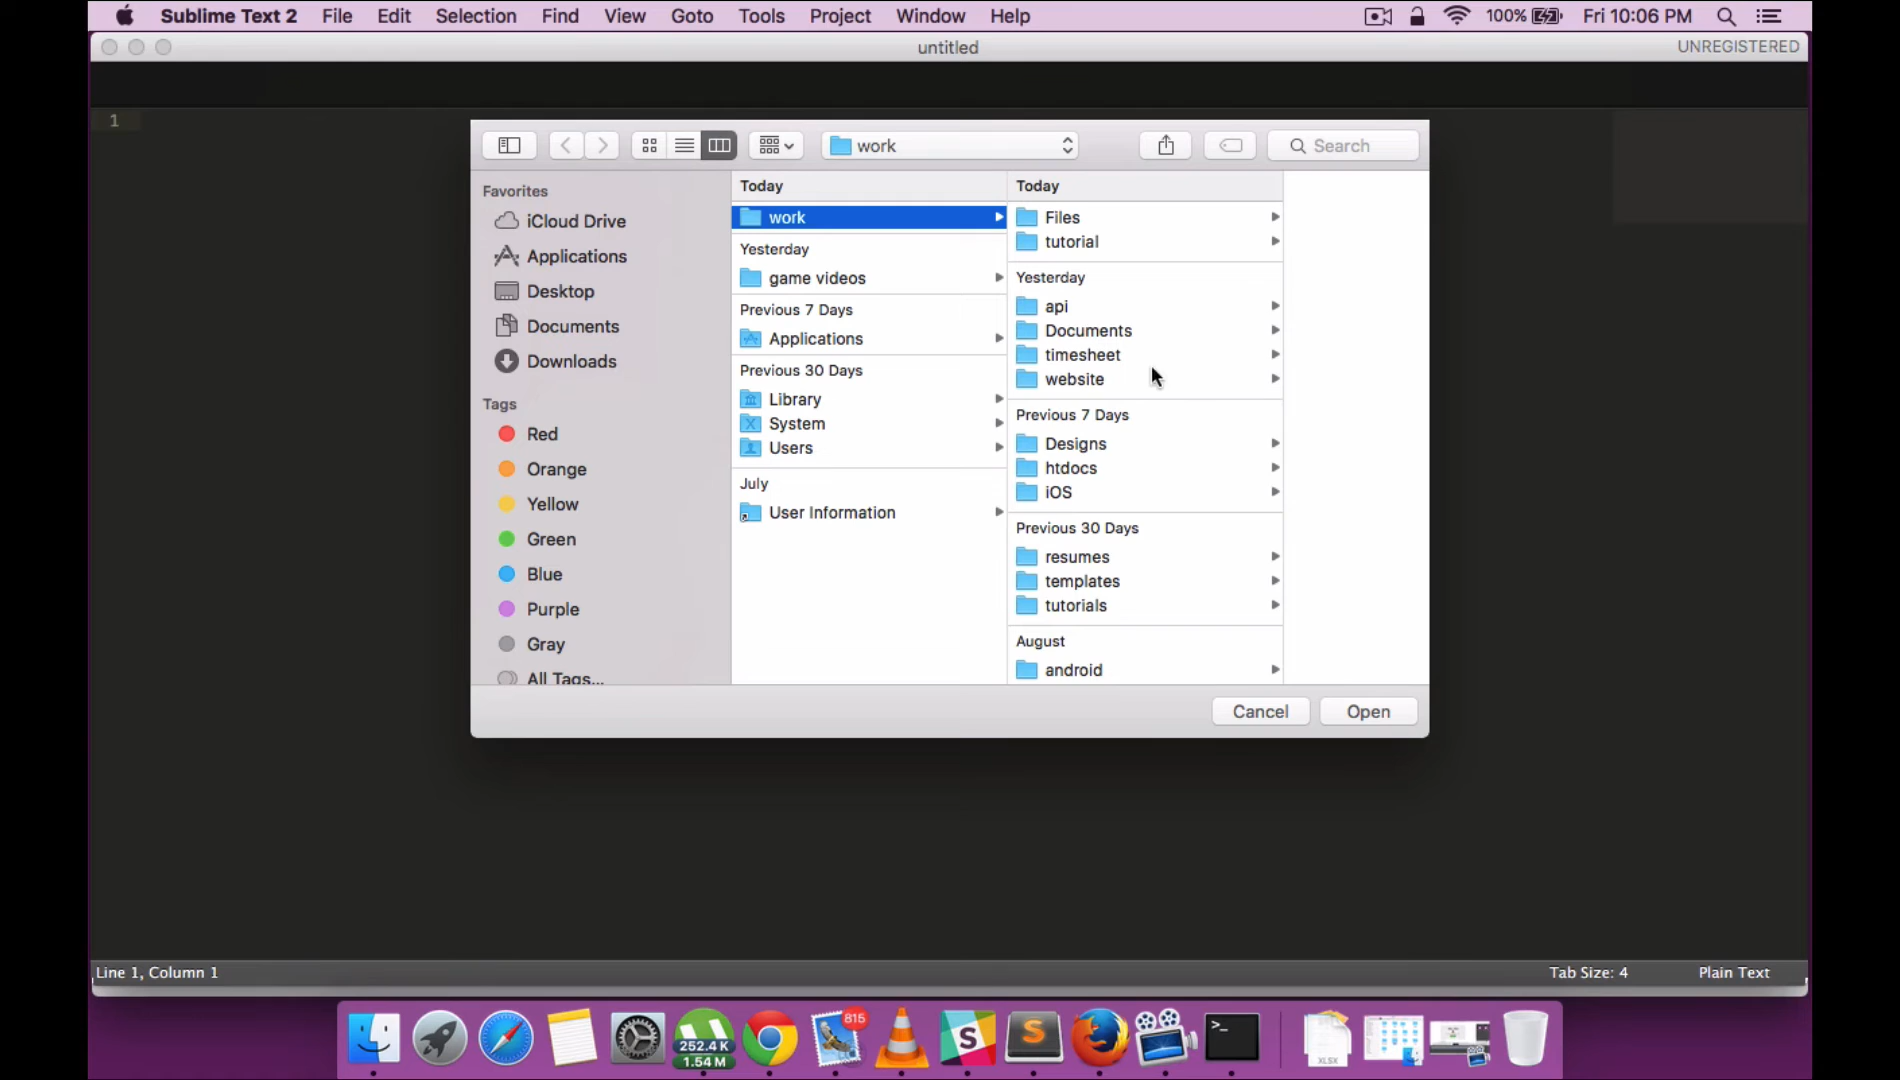 Sublime Text 2 File Edit Selection Find View Goto Tools Project Window Help 100% Fri 10:06 PM
untitled UNREGISTERED
1
work Search
Favorites
iCloud Drive
Applications
Desktop
Documents
Downloads
Tags
Red
Orange
Yellow
Green
Blue
Purple
Gray
All Tags...
Today
work
Yesterday
game videos
Previous 7 Days
Applications
Previous 30 Days
Library
System
Users
July
User Information
Today
Files
tutorial
Yesterday
api
Documents
timesheet
website
Previous 7 Days
Designs
htdocs
iOS
Previous 30 Days
resumes
templates
tutorials
August
android
Cancel Open
Line 1, Column 1 Tab Size: 4 Plain Text
252.4 K
1.54 M
815
S
S
>_
XLSX